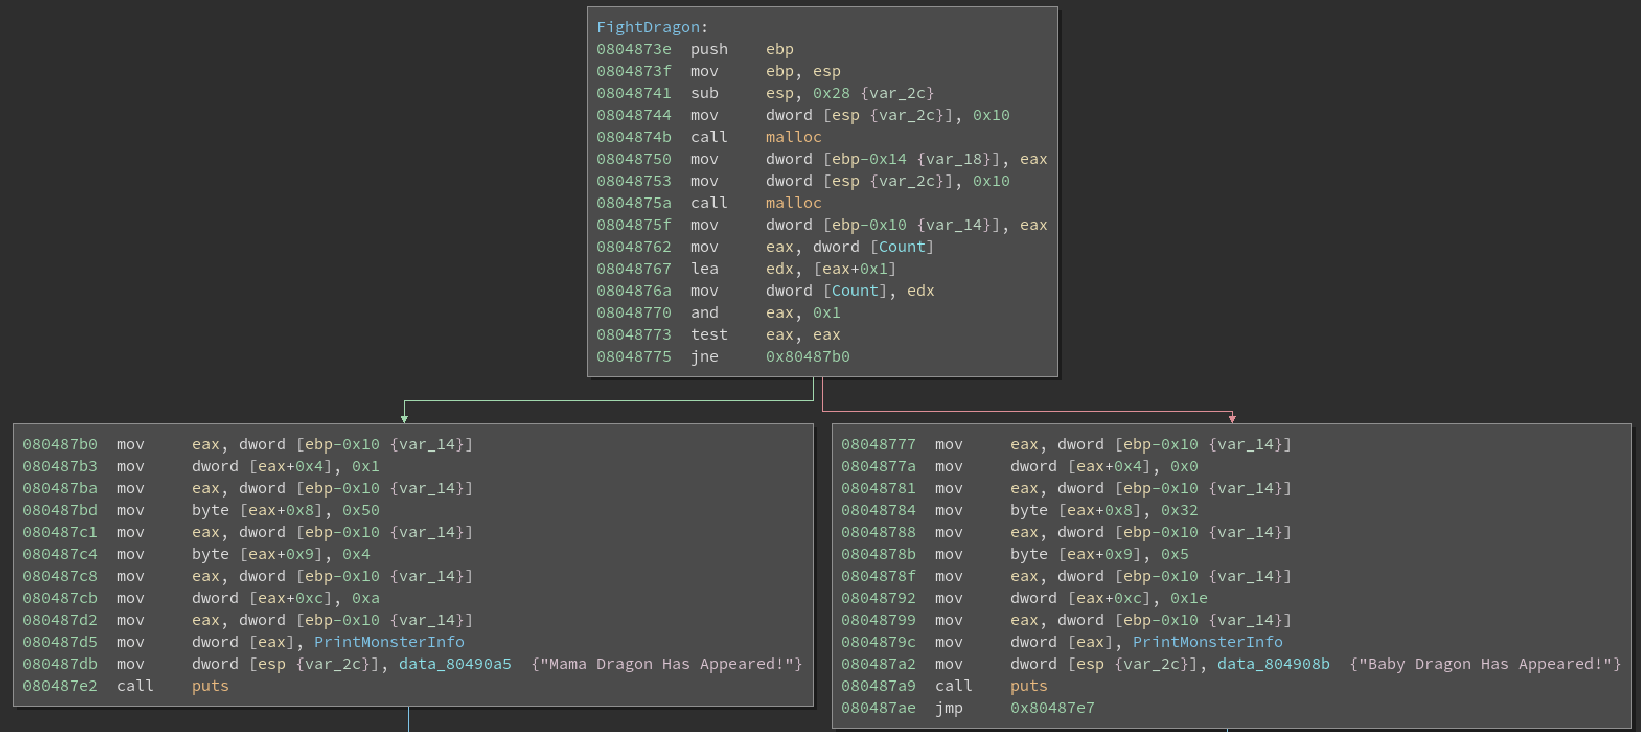 FightDragon:
0804873e push ebp
0804873f mov ebp, esp
08048741 sub esp, 0x28 {var_2c}
08048744 mov dword [esp {var_2c}], 0x10
0804874b call malloc
08048750 mov dword [ebp-0x14 {var_18}], eax
08048753 mov dword [esp {var_2c}], 0x10
0804875a call malloc
0804875f mov dword [ebp-0x10 {var_14}], eax
08048762 mov eax, dword [Count]
08048767 lea edx, [eax+0x1]
0804876a mov dword [Count], edx
08048770 and eax, 0x1
08048773 test eax, eax
08048775 jne 0x80487b0
080487b0 mov eax, dword [ebp-0x10 {var_14}]
080487b3 mov dword [eax+0x4], 0x1
080487ba mov eax, dword [ebp-0x10 {var_14}]
080487bd mov byte [eax+0x8], 0x50
080487c1 mov eax, dword [ebp-0x10 {var_14}]
080487c4 mov byte [eax+0x9], 0x4
080487c8 mov eax, dword [ebp-0x10 {var_14}]
080487cb mov dword [eax+0xc], 0xa
080487d2 mov eax, dword [ebp-0x10 {var_14}]
080487d5 mov dword [eax], PrintMonsterInfo
080487db mov dword [esp {var_2c}], data_80490a5 {"Mama Dragon Has Appeared!"}
080487e2 call puts
08048777 mov eax, dword [ebp-0x10 {var_14}]
0804877a mov dword [eax+0x4], 0x0
08048781 mov eax, dword [ebp-0x10 {var_14}]
08048784 mov byte [eax+0x8], 0x32
08048788 mov eax, dword [ebp-0x10 {var_14}]
0804878b mov byte [eax+0x9], 0x5
0804878f mov eax, dword [ebp-0x10 {var_14}]
08048792 mov dword [eax+0xc], 0x1e
08048799 mov eax, dword [ebp-0x10 {var_14}]
0804879c mov dword [eax], PrintMonsterInfo
080487a2 mov dword [esp {var_2c}], data_804908b {"Baby Dragon Has Appeared!"}
080487a9 call puts
080487ae jmp 0x80487e7